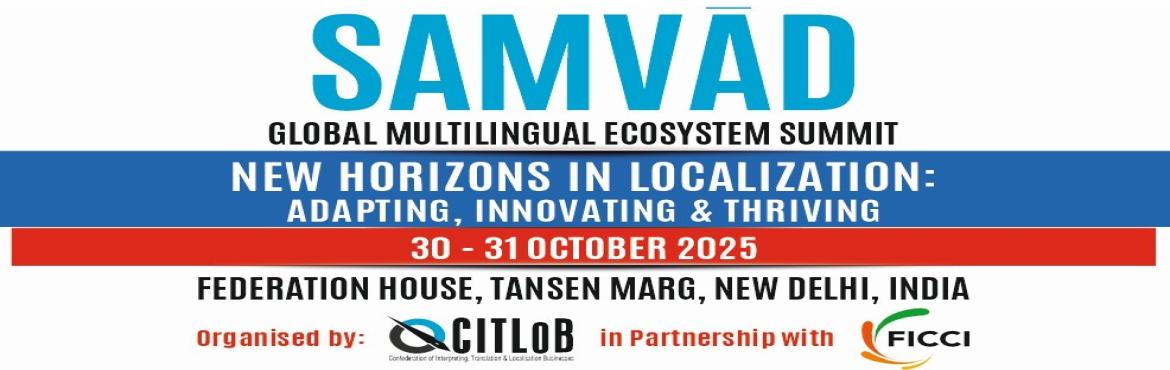 SAMVĀD
GLOBAL MULTILINGUAL ECOSYSTEM SUMMIT
NEW HORIZONS IN LOCALIZATION:
ADAPTING, INNOVATING & THRIVING
30 - 31 OCTOBER 2025
FEDERATION HOUSE, TANSEN MARG, NEW DELHI, INDIA
Organised by: CITLoB in Partnership with FICCI
Confederation of Interpreting, Translation & Localization Businesses